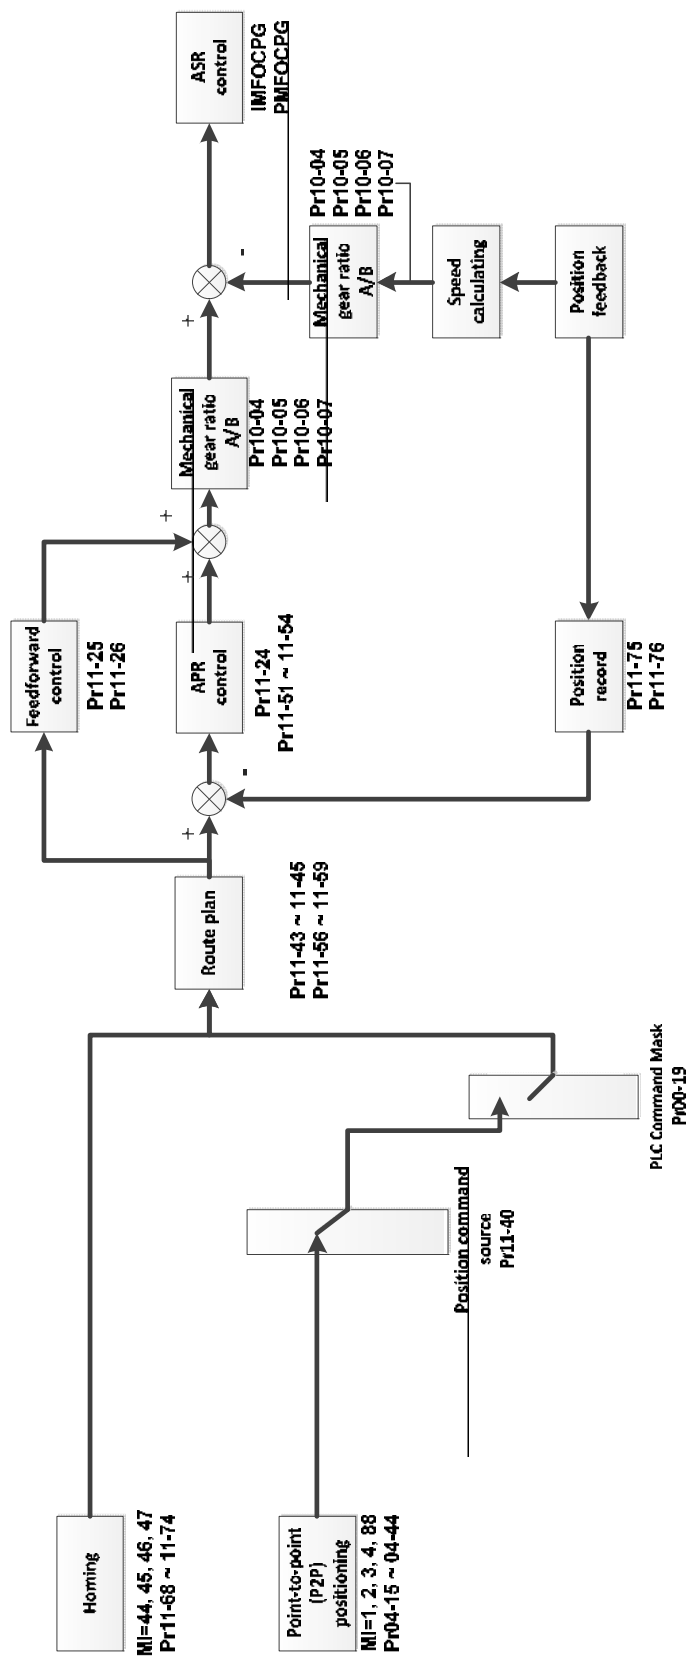 Homing
MI=44, 45, 46, 47
Pr11-68 ~ 11-74
Point-to-point
(P2P)
positioning
MI=1, 2, 3, 4, 88
Pr04-15 ~ 04-44
Position command
source
Pr11-40
PLC Command Mask
Pr00-19
Route plan
Pr11-43 ~ 11-45
Pr11-56 ~ 11-59
+
-
Feedforward
control
Pr11-25
Pr11-26
APR
control
Pr11-24
Pr11-51 ~ 11-54
Position
record
Pr11-75
Pr11-76
+
+
Mechanical
gear ratio
A/B
Pr10-04
Pr10-05
Pr10-06
Pr10-07
+
-
Mechanical
gear ratio
A/B
Pr10-04
Pr10-05
Pr10-06
Pr10-07
Speed
calculating
Position
feedback
ASR
control
IMFOCPG
PMFOCPG